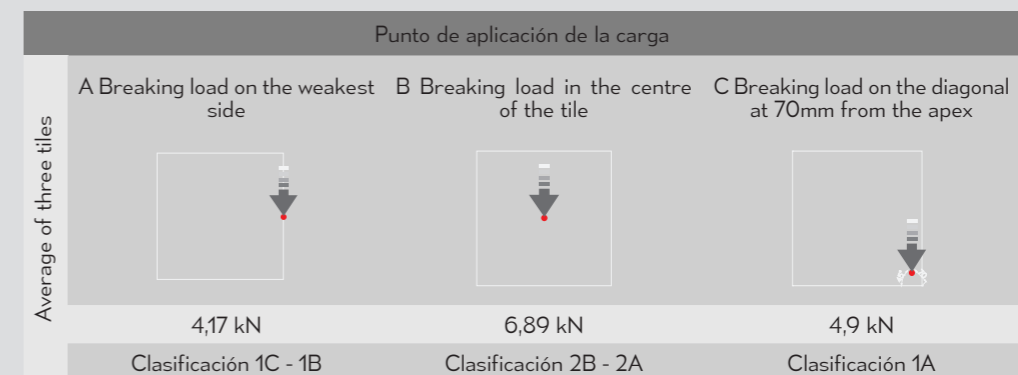 Punto de aplicación de la carga
Average of three tiles
A Breaking load on the weakest
side
B Breaking load in the centre
of the tile
C Breaking load on the diagonal
at 70mm from the apex
4,17 kN
6,89 kN
4,9 kN
Clasificación 1C - 1B
Clasificación 2B - 2A
Clasificación 1A